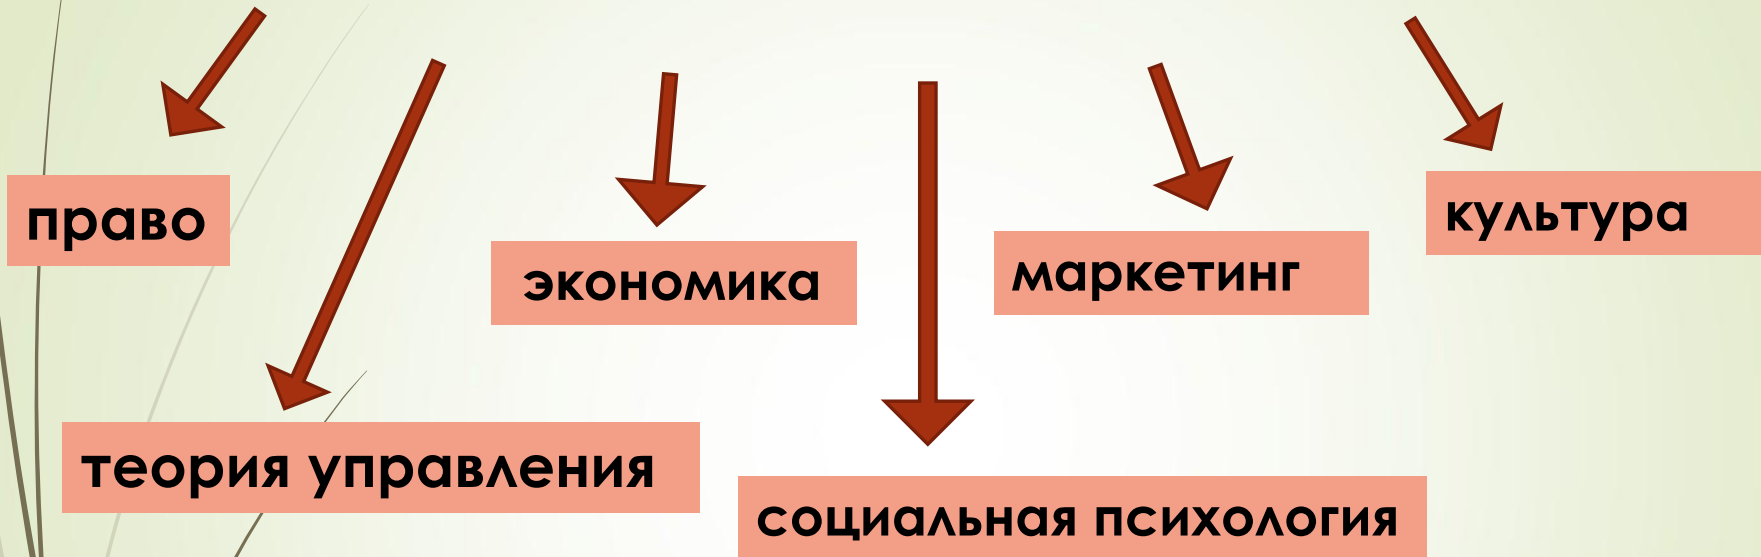 право
культура
экономика
маркетинг
теория управления
социальная психология